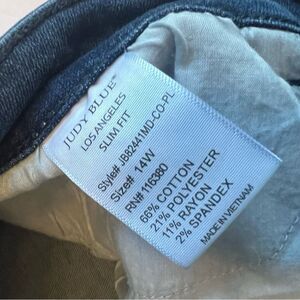 JUDY BLUE®
LOS ANGELES
SLIM FIT
Style# JB82441MD-CO-PL
Size# 14W
RN# 116380
66% COTTON
21% POLYESTER
11% RAYON
2% SPANDEX
MADE IN VIETNAM